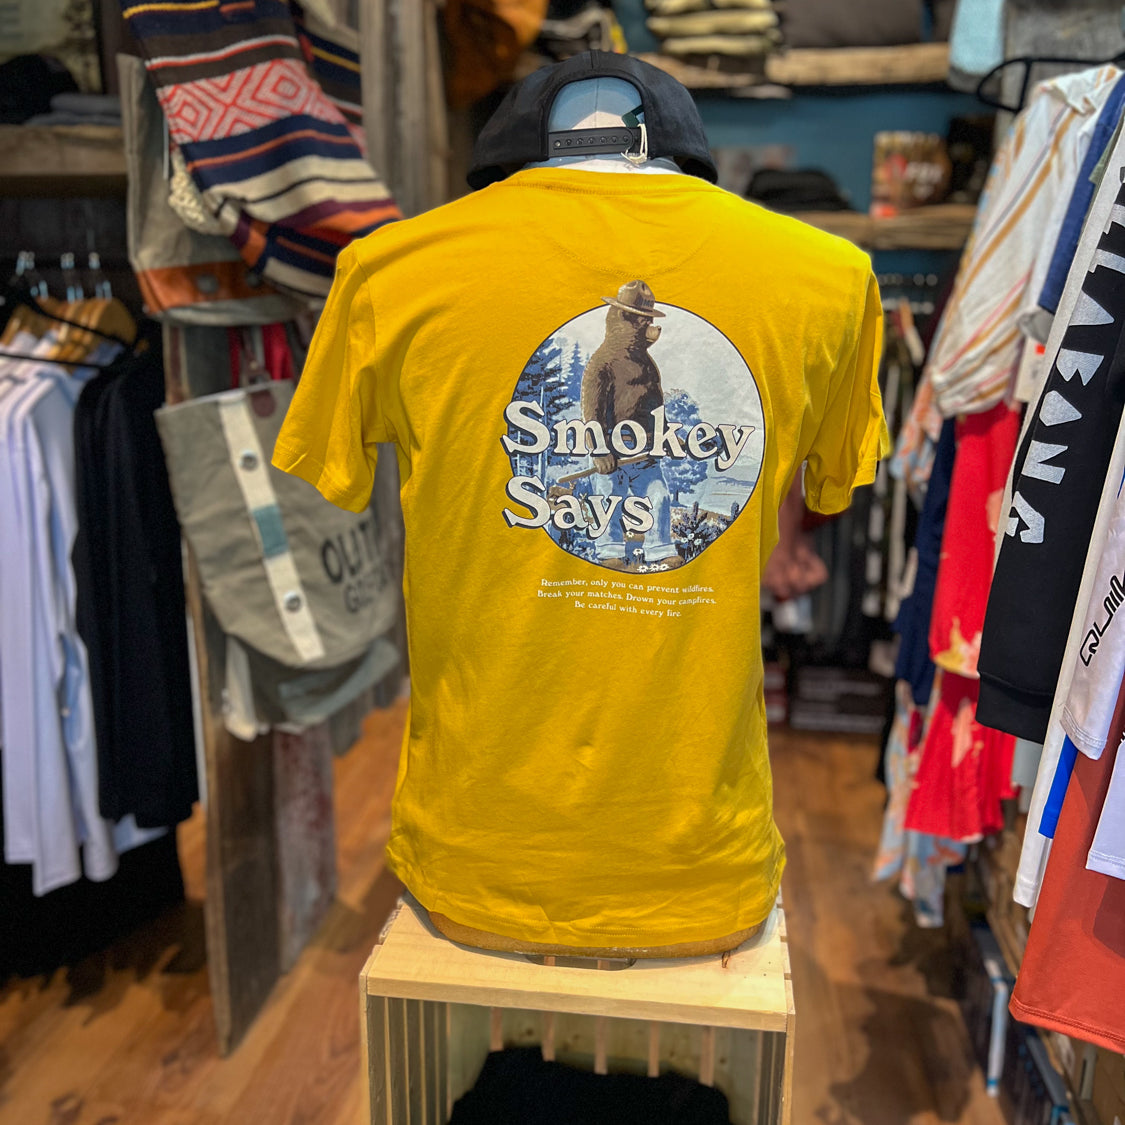 Smokey
Says
Remember, only you can prevent wildfires.
Break your matches. Drown your campfires.
Be careful with every fire.